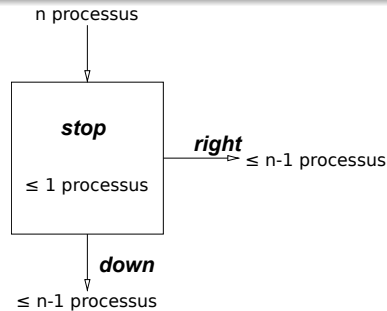 n processus
stop
right
≤ n-1 processus
≤ 1 processus
down
≤ n-1 processus